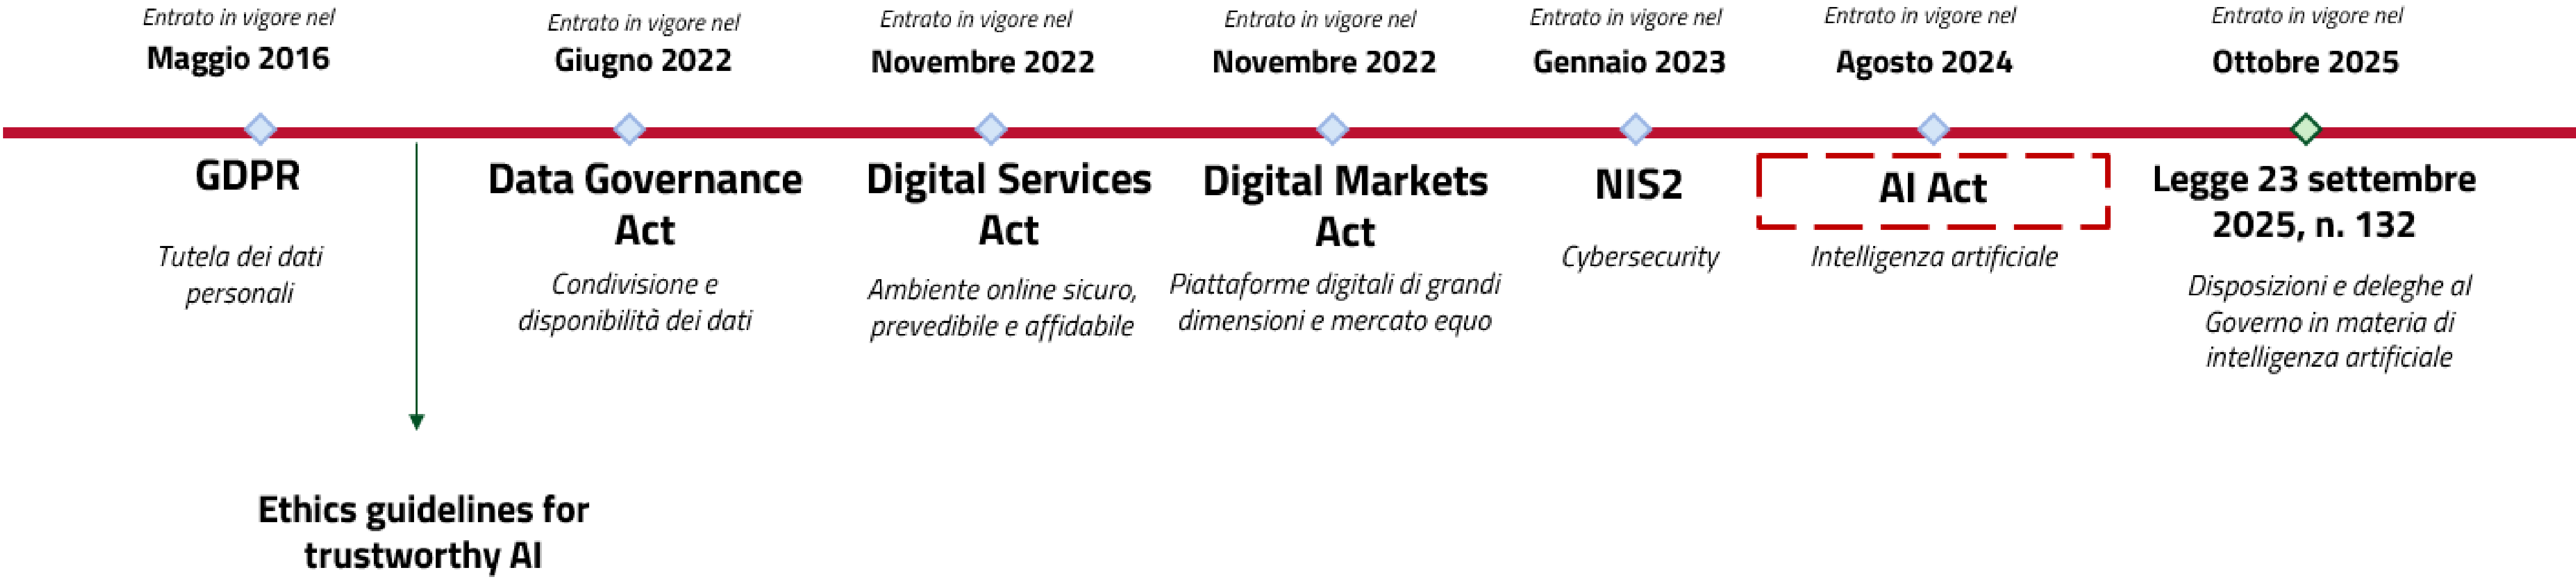 Entrato in vigore nel
Maggio 2016
GDPR
Tutela dei dati
personali
Ethics guidelines for
trustworthy AI
Entrato in vigore nel
Giugno 2022
Data Governance
Act
Condivisione e
disponibilità dei dati
Entrato in vigore nel
Novembre 2022
Digital Services
Act
Ambiente online sicuro,
prevedibile e affidabile
Entrato in vigore nel
Novembre 2022
Digital Markets
Act
Piattaforme digitali di grandi
dimensioni e mercato equo
Entrato in vigore nel
Gennaio 2023
NIS2
Cybersecurity
Entrato in vigore nel
Agosto 2024
AI Act
Intelligenza artificiale
Entrato in vigore nel
Ottobre 2025
Legge 23 settembre
2025, n. 132
Disposizioni e deleghe al
Governo in materia di
intelligenza artificiale